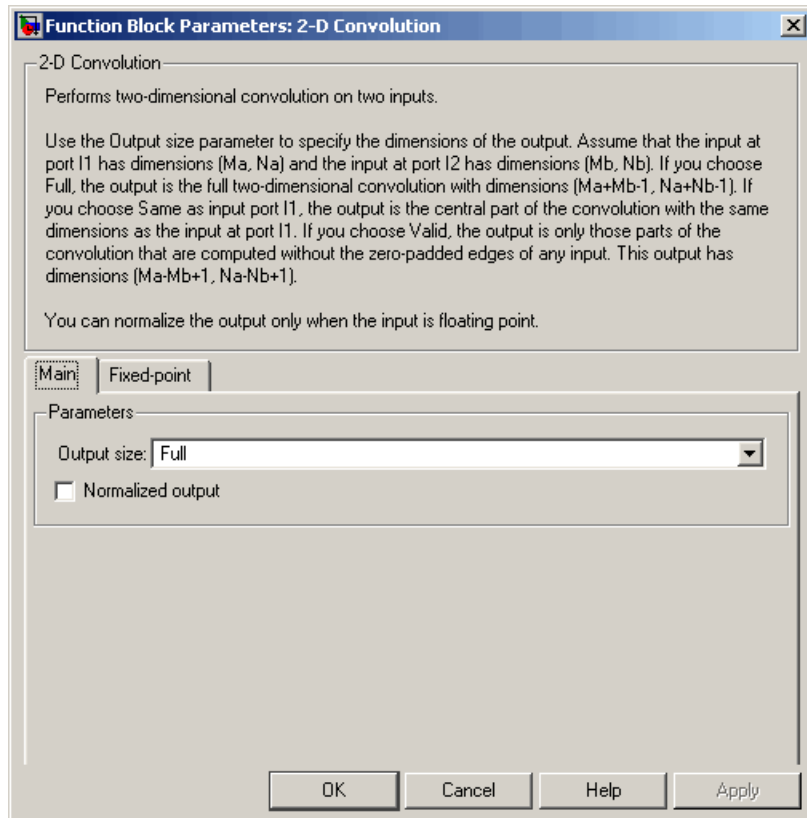 Function Block Parameters: 2-D Convolution
2-D Convolution
Performs two-dimensional convolution on two inputs.
Use the Output size parameter to specify the dimensions of the output. Assume that the input at
port I1 has dimensions (Ma, Na) and the input at port I2 has dimensions (Mb, Nb). If you choose
Full, the output is the full two-dimensional convolution with dimensions (Ma+Mb-1, Na+Nb-1). If
you choose Same as input port I1, the output is the central part of the convolution with the same
dimensions as the input at port I1. If you choose Valid, the output is only those parts of the
convolution that are computed without the zero-padded edges of any input. This output has
dimensions (Ma-Mb+1, Na-Nb+1).
You can normalize the output only when the input is floating point.
Main Fixed-point
Parameters
Output size: Full
Normalized output
OK Cancel Help Apply